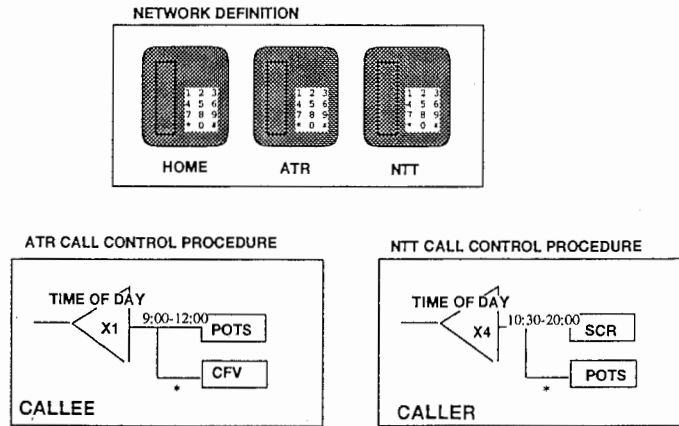 NETWORK DEFINITION
1 2 3
4 5 6
7 8 9
* 0 #
1 2 3
4 5 6
7 8 9
* 0 #
1 2 3
4 5 6
7 8 9
* 0 #
HOME
ATR
NTT
ATR CALL CONTROL PROCEDURE
TIME OF DAY
X1
9:00-12:00
POTS
CFV
*
CALLEE
NTT CALL CONTROL PROCEDURE
TIME OF DAY
X4
10:30-20:00
SCR
POTS
*
CALLER